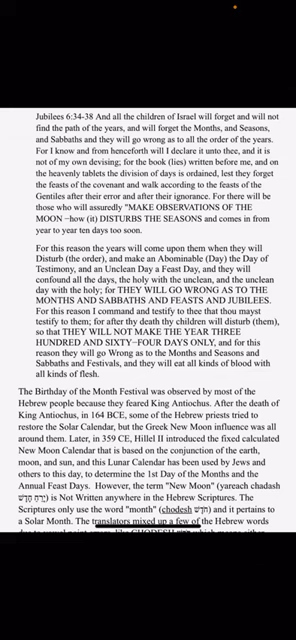 Jubilees 6:34-38 And all the children of Israel will forget and will not
find the path of the years, and will forget the Months, and Seasons,
and Sabbaths and they will go wrong as to all the order of the years.
For I know and from henceforth will I declare it unto thee, and it is
not of my own devising; for the book (lies) written before me, and on
the heavenly tablets the division of days is ordained, lest they forget
the feasts of the covenant and walk according to the feasts of the
Gentiles after their error and after their ignorance. For there will be
those who will assuredly "MAKE OBSERVATIONS OF THE
MOON –how (it) DISTURBS THE SEASONS and comes in from
year to year ten days too soon.
For this reason the years will come upon them when they will
Disturb (the order), and make an Abominable (Day) the Day of
Testimony, and an Unclean Day a Feast Day, and they will
confound all the days, the holy with the unclean, and the unclean
day with the holy; for THEY WILL GO WRONG AS TO THE
MONTHS AND SABBATHS AND FEASTS AND JUBILEES.
For this reason I command and testify to thee that thou mayst
testify to them; for after thy death thy children will disturb (them),
so that THEY WILL NOT MAKE THE YEAR THREE
HUNDRED AND SIXTY–FOUR DAYS ONLY, and for this
reason they will go Wrong as to the Months and Seasons and
Sabbaths and Festivals, and they will eat all kinds of blood with
all kinds of flesh.
The Birthday of the Month Festival was observed by most of the
Hebrew people because they feared King Antiochus. After the death of
King Antiochus, in 164 BCE, some of the Hebrew priests tried to
restore the Solar Calendar, but the Greek New Moon influence was all
around them. Later, in 359 CE, Hillel II introduced the fixed calculated
New Moon Calendar that is based on the conjunction of the earth,
moon, and sun, and this Lunar Calendar has been used by Jews and
others to this day, to determine the 1st Day of the Months and the
Annual Feast Days. However, the term "New Moon" (yareach chadash
יָרֵחַ חָדָשׁ) is Not Written anywhere in the Hebrew Scriptures. The
Scriptures only use the word "month" (chodesh חֹדֶשׁ) and it pertains to
a Solar Month. The translators mixed up a few of the Hebrew words